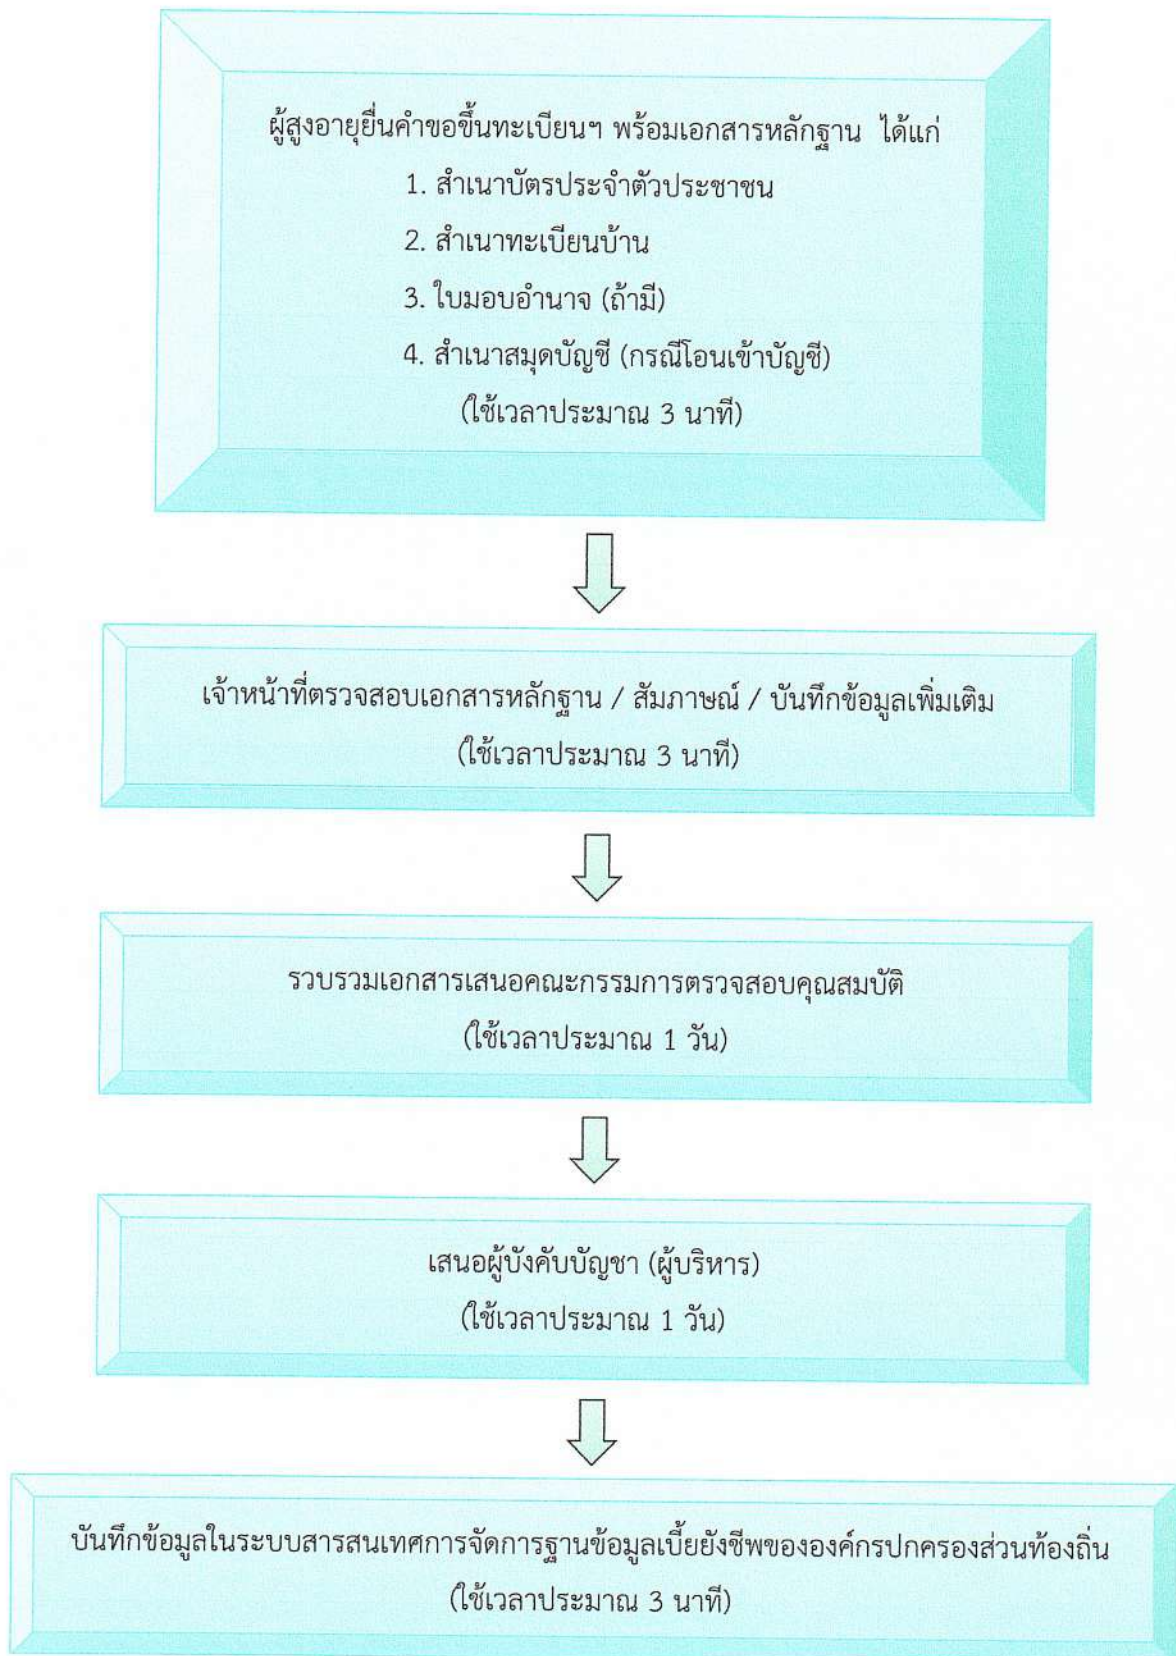 ผู้สูงอายุยื่นคำขอขึ้นทะเบียนฯ พร้อมเอกสารหลักฐาน ได้แก่
1. สำเนาบัตรประจำตัวประชาชน
2. สำเนาทะเบียนบ้าน
3. ใบมอบอำนาจ (ถ้ามี)
4. สำเนาสมุดบัญชี (กรณีโอนเข้าบัญชี)
(ใช้เวลาประมาณ 3 นาที)
เจ้าหน้าที่ตรวจสอบเอกสารหลักฐาน / สัมภาษณ์ / บันทึกข้อมูลเพิ่มเติม
(ใช้เวลาประมาณ 3 นาที)
รวบรวมเอกสารเสนอคณะกรรมการตรวจสอบคุณสมบัติ
(ใช้เวลาประมาณ 1 วัน)
เสนอผู้บังคับบัญชา (ผู้บริหาร)
(ใช้เวลาประมาณ 1 วัน)
บันทึกข้อมูลในระบบสารสนเทศการจัดการฐานข้อมูลเบี้ยยังชีพขององค์กรปกครองส่วนท้องถิ่น
(ใช้เวลาประมาณ 3 นาที)